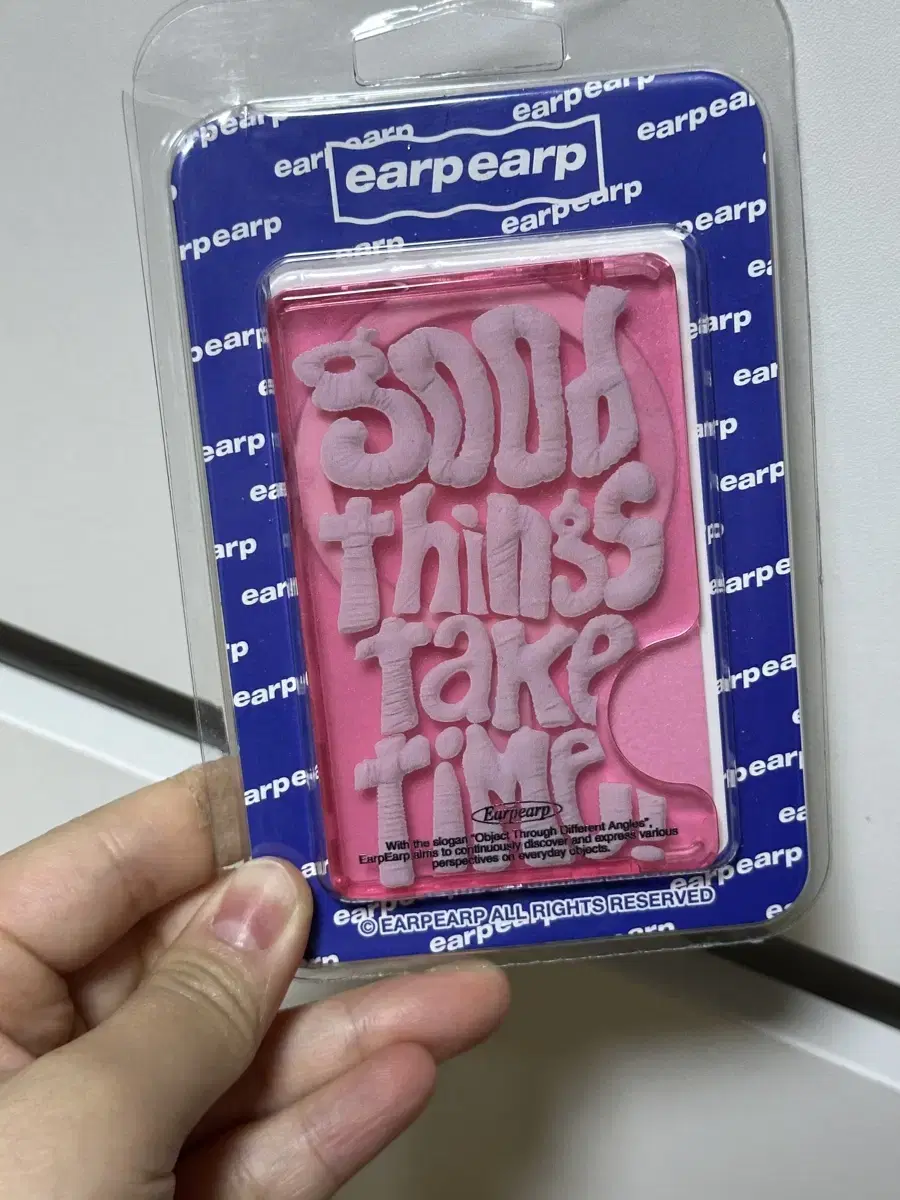 earpearp
good
things
take
time!!
Earpearp
With the slogan "Object Through Different Angles",
EarpEarp aims to continuously discover and express various
perspectives on everyday objects.
© EARPEARP ALL RIGHTS RESERVED